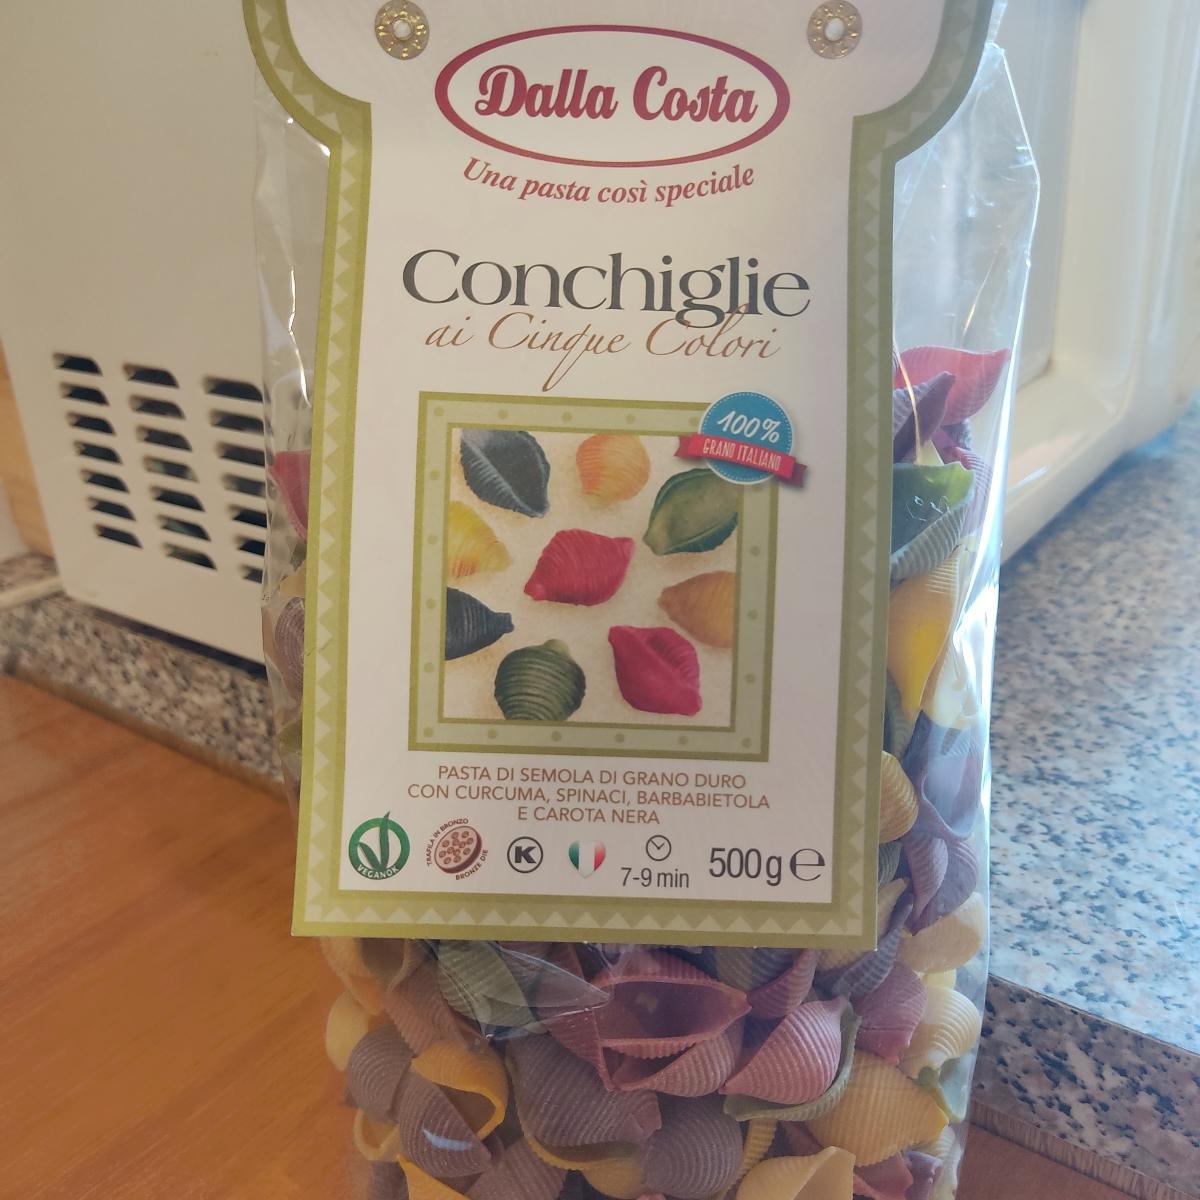 Dalla Costa
Una pasta così speciale
Conchiglie
ai Cinque Colori
100%
GRANO ITALIANO
PASTA DI SEMOLA DI GRANO DURO
CON CURCUMA, SPINACI, BARBABIETOLA
E CAROTA NERA
VEGANOK
TRAFILA IN BRONZO
BRONZE DIE
K
7-9 min
500 g e